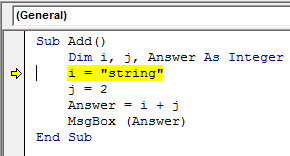 (General)
Sub Add()
Dim i, j, Answer As Integer
i = "string"
j = 2
Answer = i + j
MsgBox (Answer)
End Sub